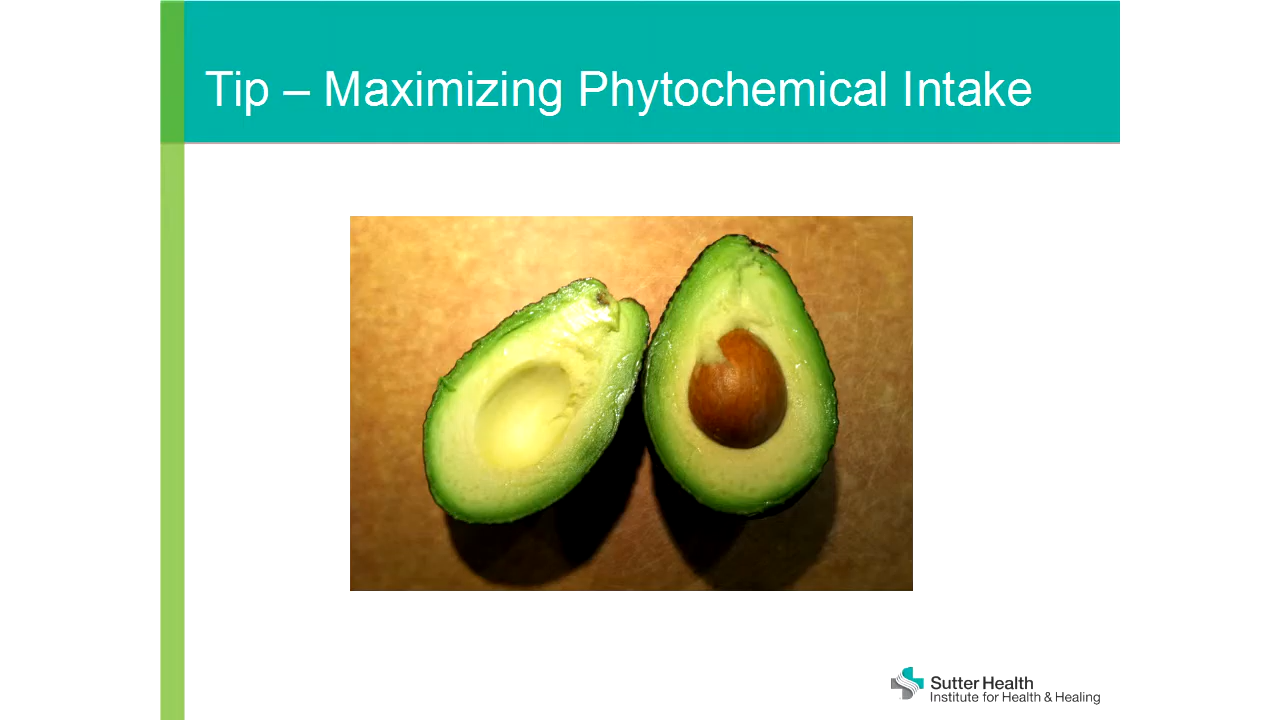 Tip – Maximizing Phytochemical Intake
Sutter Health
Institute for Health & Healing